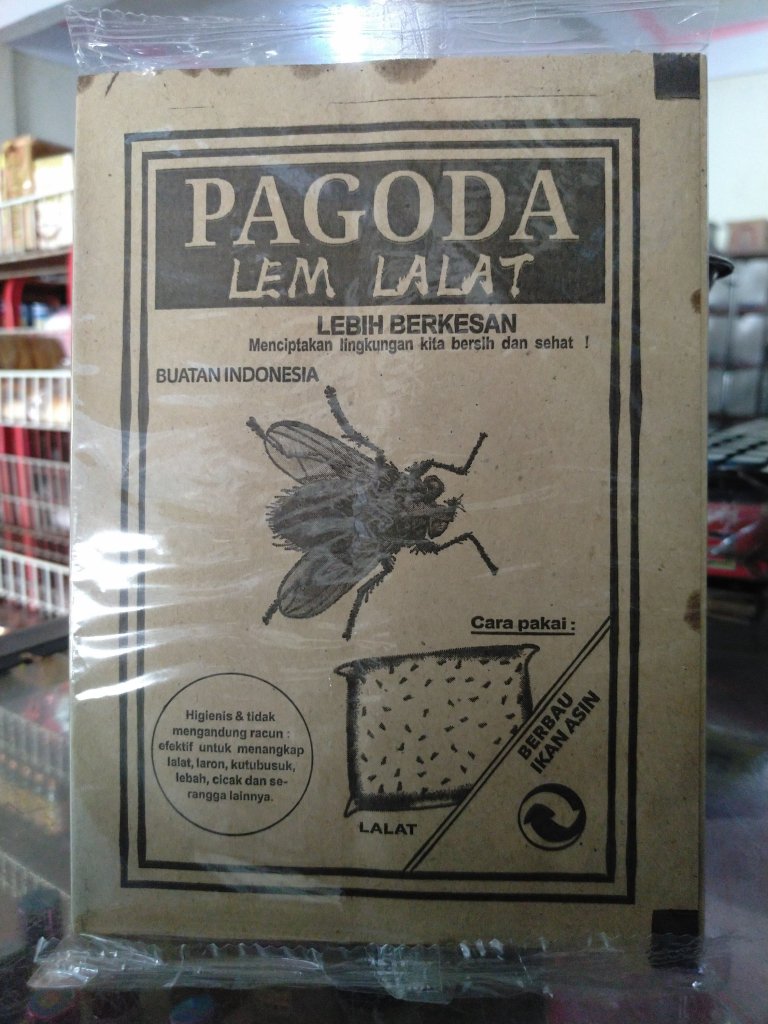 PAGODA
LEM LALAT
LEBIH BERKESAN
Menciptakan lingkungan kita bersih dan sehat !
BUATAN INDONESIA
Cara pakai :
Higienis & tidak
mengandung racun :
efektif untuk menangkap
lalat, laron, kutubusuk,
lebah, cicak dan se-
rangga lainnya.
LALAT
BERBAU
IKAN ASIN